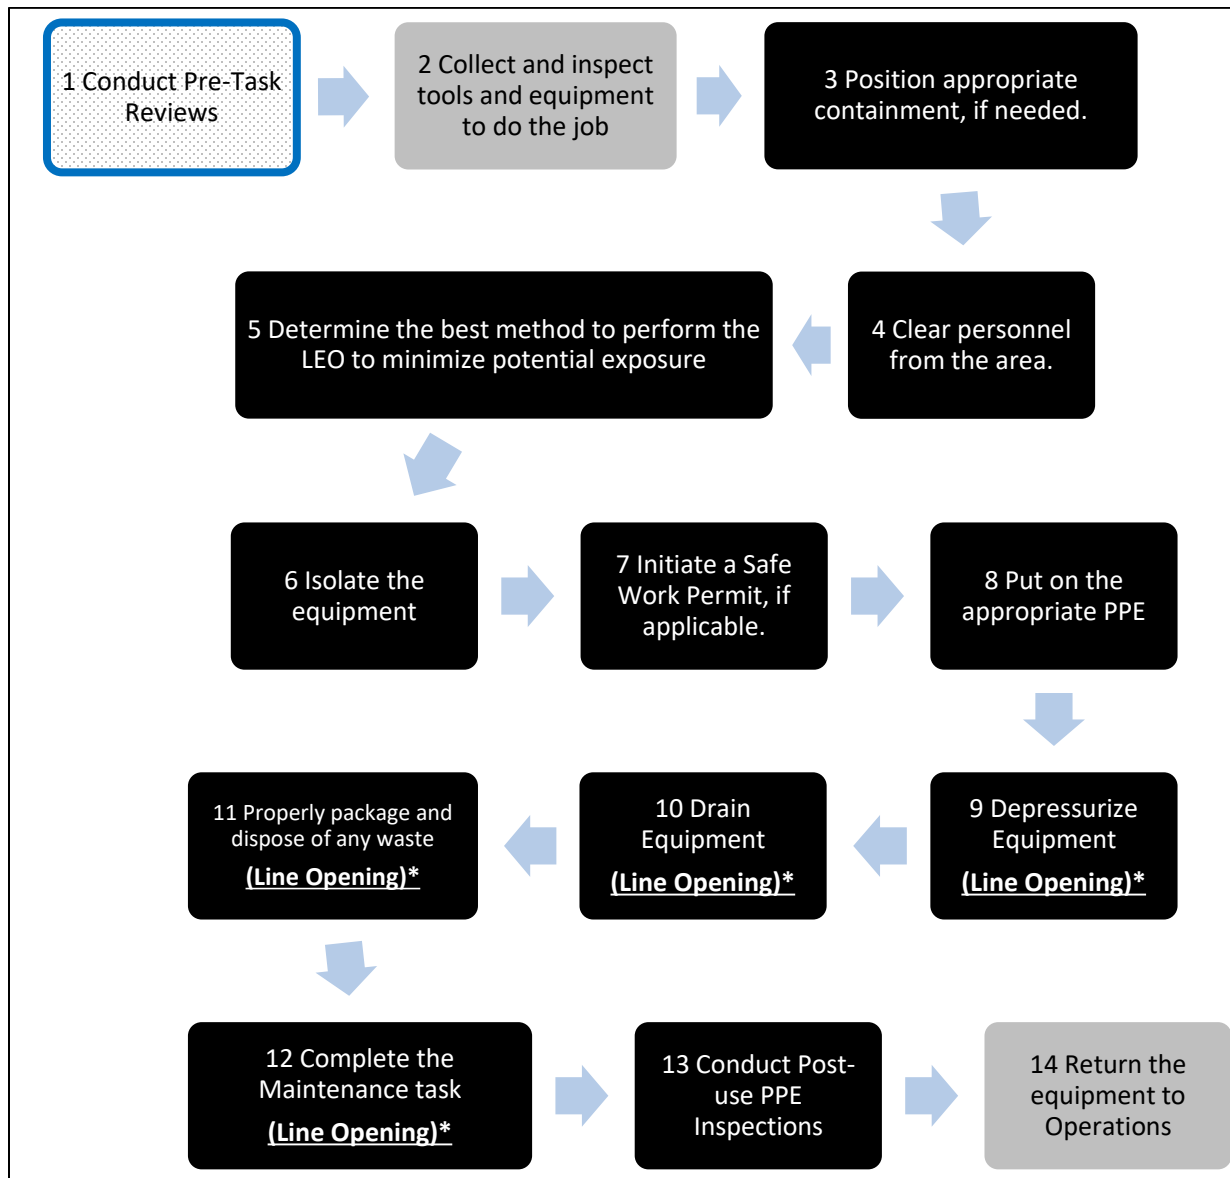 1 Conduct Pre-Task
Reviews
2 Collect and inspect
tools and equipment
to do the job
3 Position appropriate
containment, if needed.
4 Clear personnel
from the area.
5 Determine the best method to perform the
LEO to minimize potential exposure
6 Isolate the
equipment
7 Initiate a Safe
Work Permit, if
applicable.
8 Put on the
appropriate PPE
9 Depressurize
Equipment
(Line Opening)*
10 Drain
Equipment
(Line Opening)*
11 Properly package and
dispose of any waste
(Line Opening)*
12 Complete the
Maintenance task
(Line Opening)*
13 Conduct Post-
use PPE
Inspections
14 Return the
equipment to
Operations